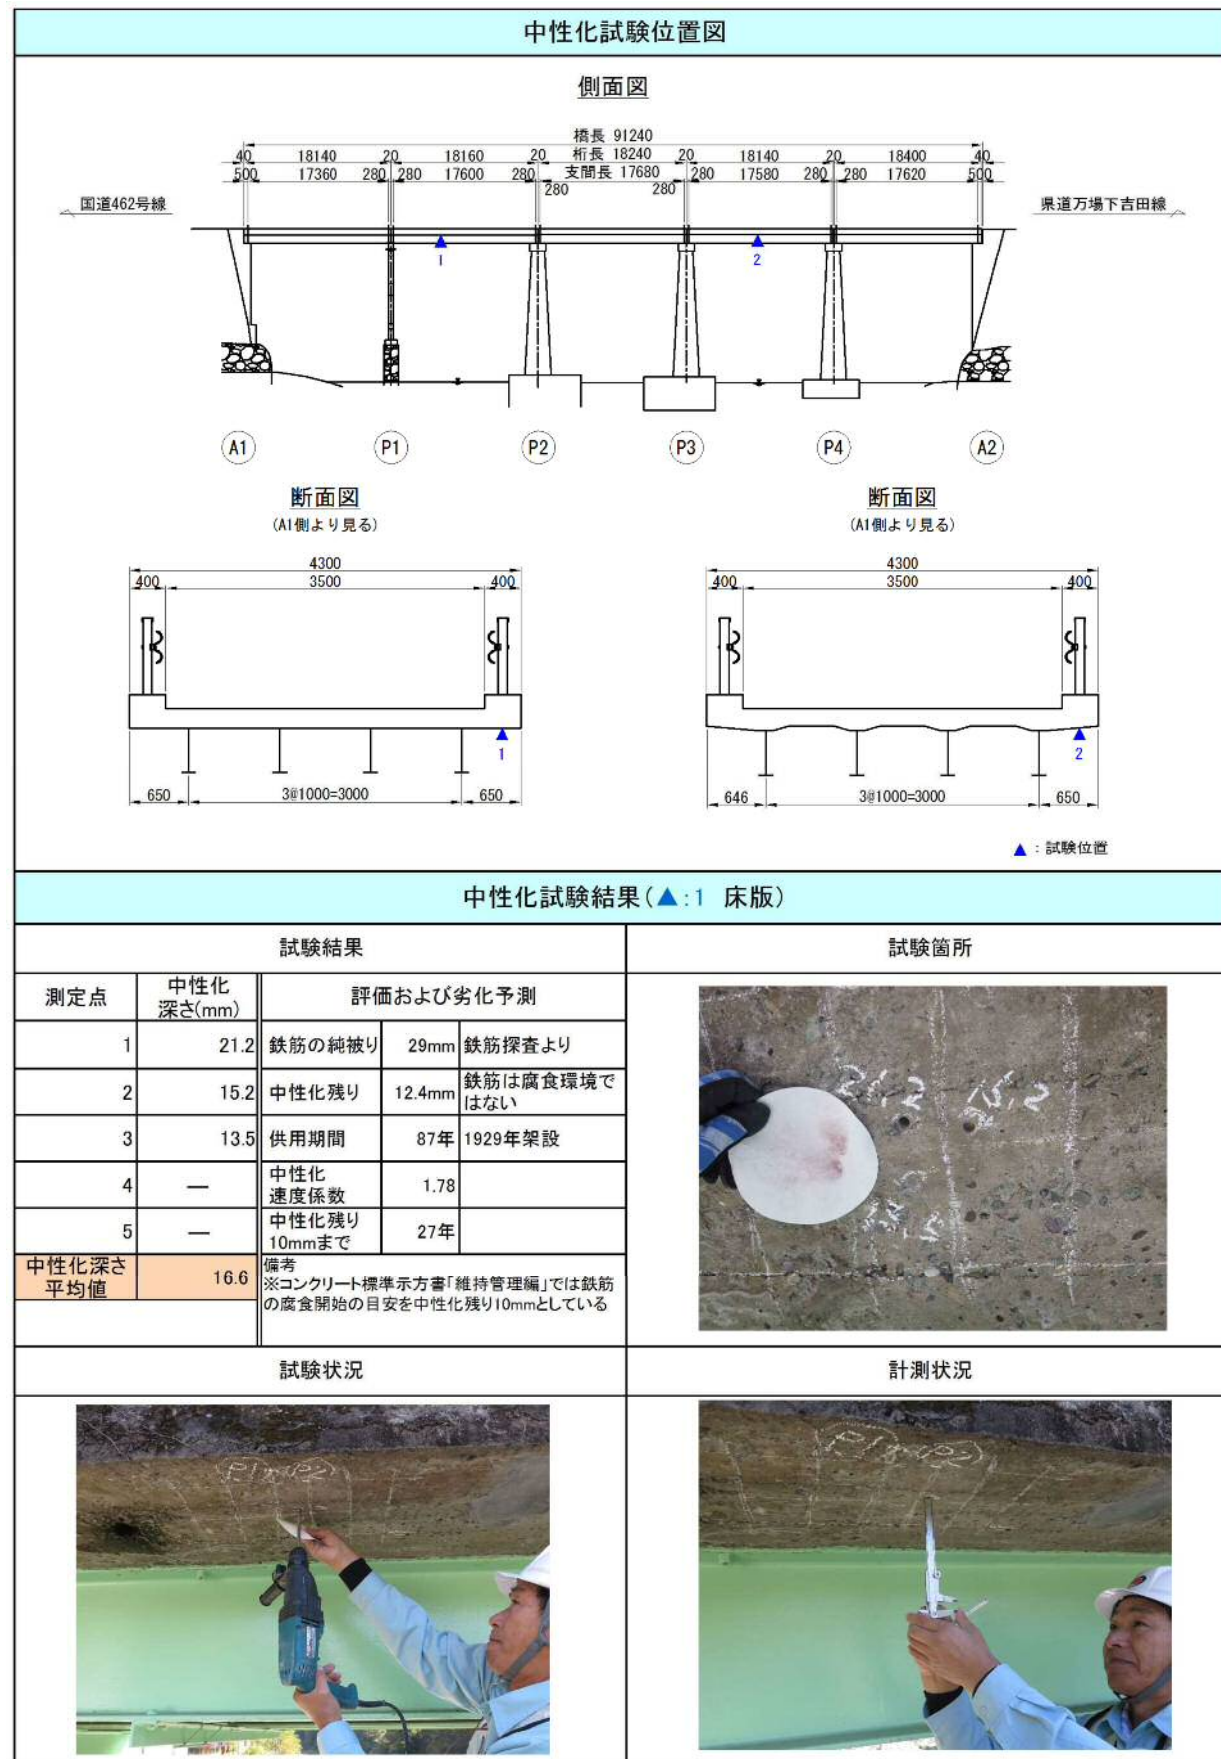 中性化試験位置図
側面図
橋長 91240
40 18140 20 18160 20 桁長 18240 20 18140 20 18400 40
500 17360 280 280 17600 280 支間長 17680 280 17580 280 280 17620 500
280 280
国道462号線
県道万場下吉田線
1 2
A1 P1 P2 P3 P4 A2
断面図 断面図
(A1側より見る) (A1側より見る)
4300 4300
400 3500 400 400 3500 400
1 2
650 3@1000=3000 650 646 3@1000=3000 650
▲ : 試験位置
中性化試験結果(▲:1 床版)
試験結果 試験箇所
測定点 中性化深さ(mm) 評価および劣化予測
1 21.2 鉄筋の純被り 29mm 鉄筋探査より
2 15.2 中性化残り 12.4mm 鉄筋は腐食環境ではない
3 13.5 供用期間 87年 1929年架設
4 — 中性化速度係数 1.78
5 — 中性化残り10mmまで 27年
中性化深さ平均値 16.6
備考
※コンクリート標準示方書「維持管理編」では鉄筋
の腐食開始の目安を中性化残り10mmとしている
21,2 15,2
試験状況 計測状況
P1~P2
P1~P2